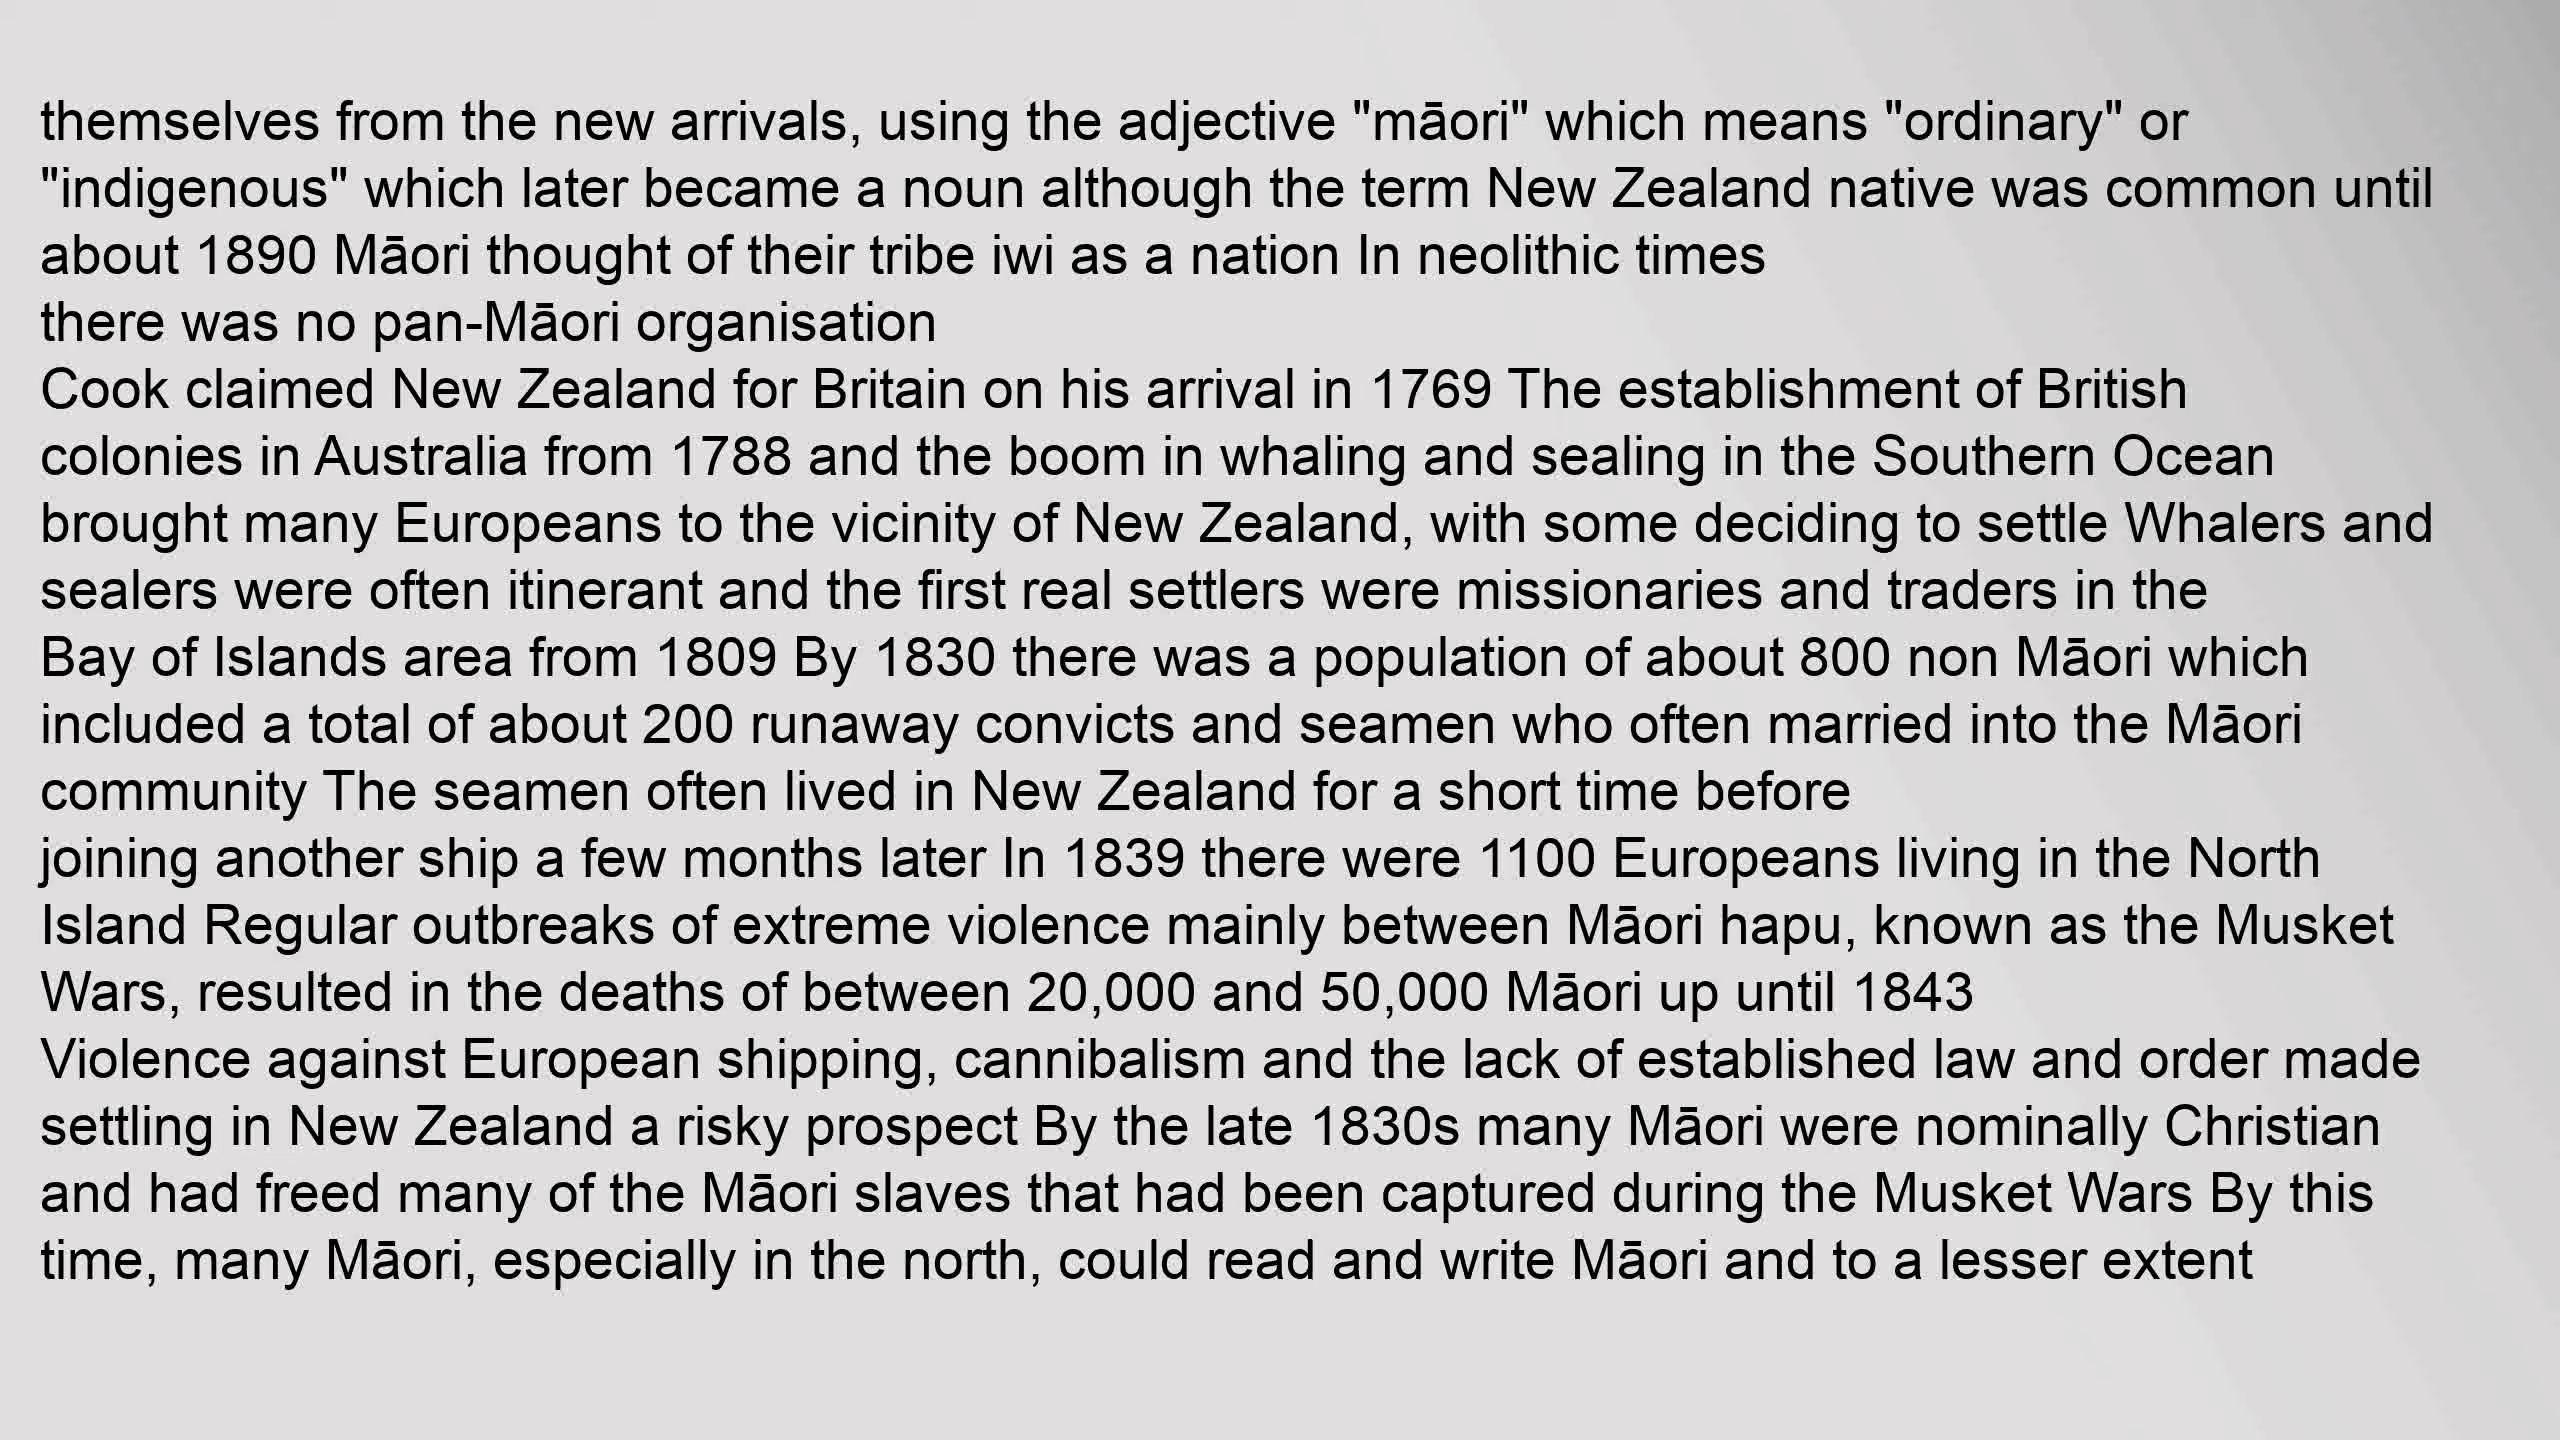 themselves from the new arrivals, using the adjective "māori" which means "ordinary" or
"indigenous" which later became a noun although the term New Zealand native was common until
about 1890 Māori thought of their tribe iwi as a nation In neolithic times
there was no pan-Māori organisation
Cook claimed New Zealand for Britain on his arrival in 1769 The establishment of British
colonies in Australia from 1788 and the boom in whaling and sealing in the Southern Ocean
brought many Europeans to the vicinity of New Zealand, with some deciding to settle Whalers and
sealers were often itinerant and the first real settlers were missionaries and traders in the
Bay of Islands area from 1809 By 1830 there was a population of about 800 non Māori which
included a total of about 200 runaway convicts and seamen who often married into the Māori
community The seamen often lived in New Zealand for a short time before
joining another ship a few months later In 1839 there were 1100 Europeans living in the North
Island Regular outbreaks of extreme violence mainly between Māori hapu, known as the Musket
Wars, resulted in the deaths of between 20,000 and 50,000 Māori up until 1843
Violence against European shipping, cannibalism and the lack of established law and order made
settling in New Zealand a risky prospect By the late 1830s many Māori were nominally Christian
and had freed many of the Māori slaves that had been captured during the Musket Wars By this
time, many Māori, especially in the north, could read and write Māori and to a lesser extent